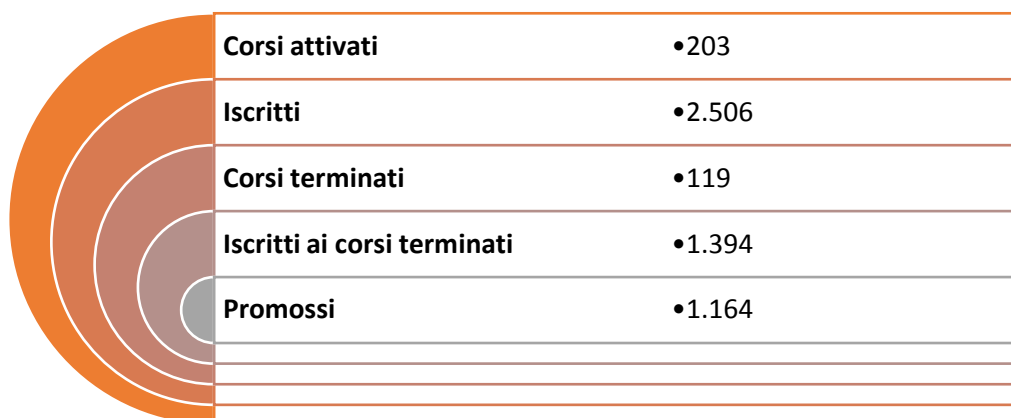 Corsi attivati •203
Iscritti •2.506
Corsi terminati •119
Iscritti ai corsi terminati •1.394
Promossi •1.164